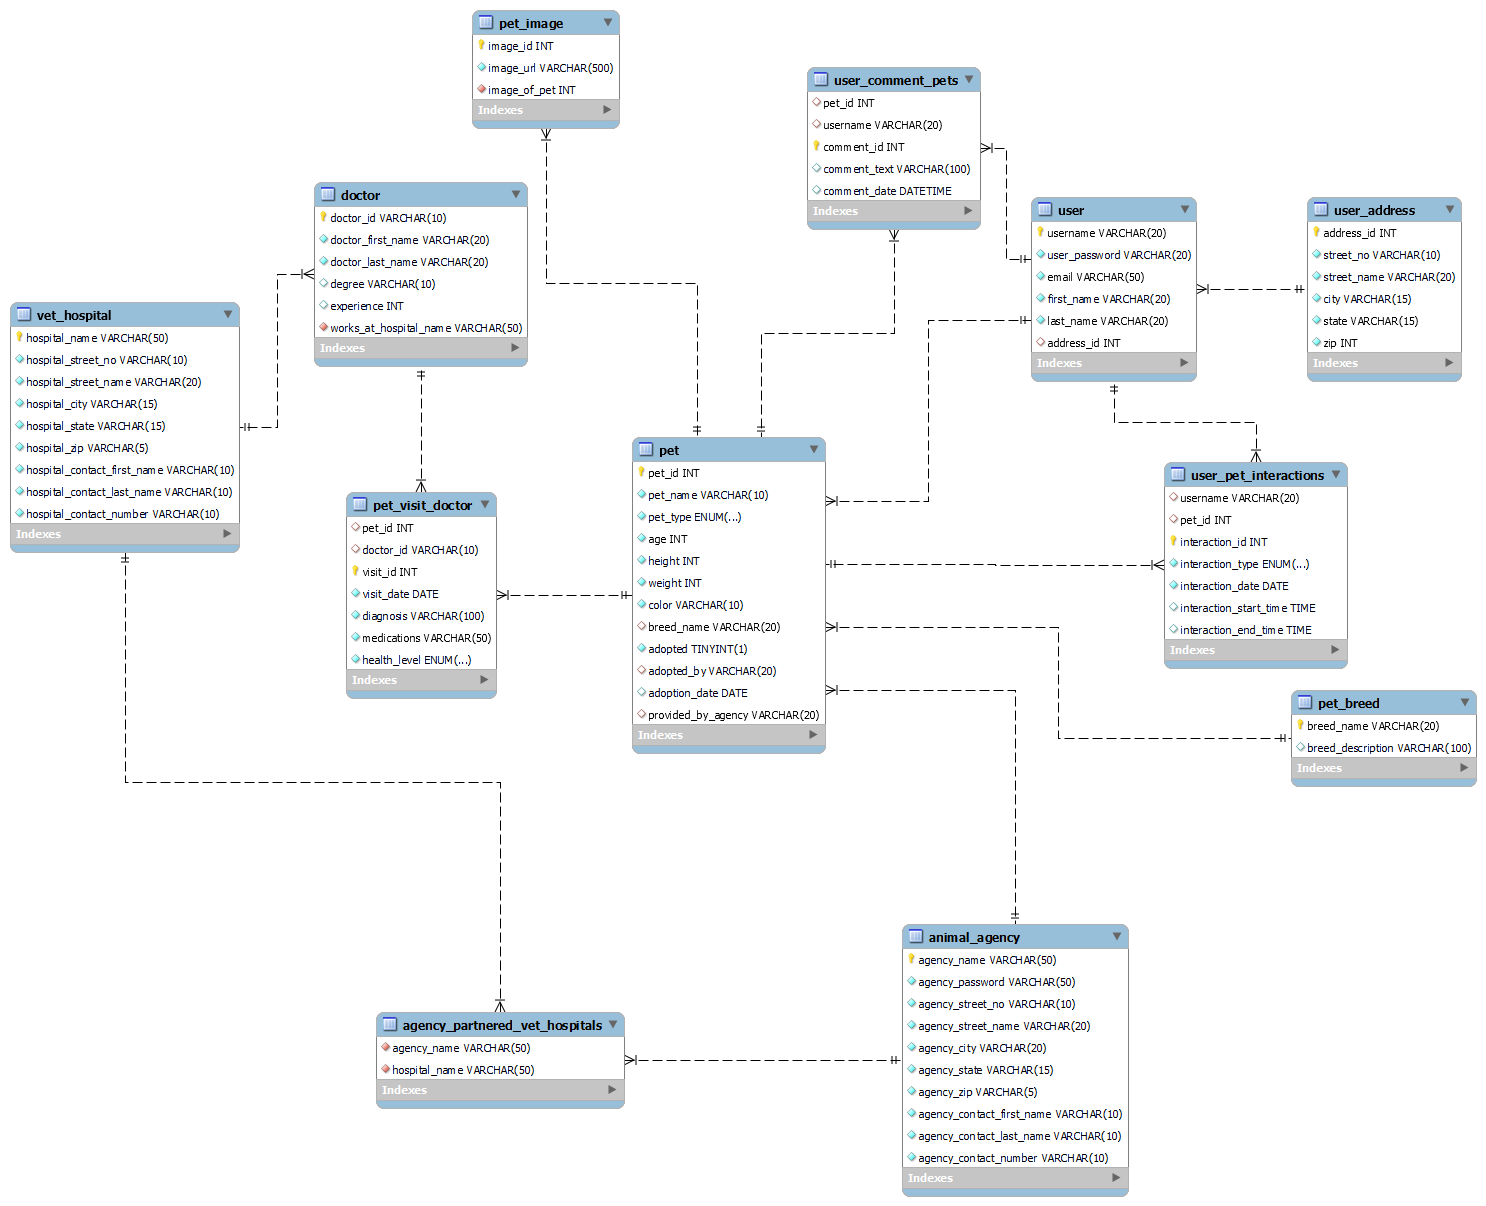 pet_image
image_id INT
image_url VARCHAR(500)
image_of_pet INT
Indexes
user_comment_pets
pet_id INT
username VARCHAR(20)
comment_id INT
comment_text VARCHAR(100)
comment_date DATETIME
Indexes
doctor
doctor_id VARCHAR(10)
doctor_first_name VARCHAR(20)
doctor_last_name VARCHAR(20)
degree VARCHAR(10)
experience INT
works_at_hospital_name VARCHAR(50)
Indexes
user
username VARCHAR(20)
user_password VARCHAR(20)
email VARCHAR(50)
first_name VARCHAR(20)
last_name VARCHAR(20)
address_id INT
Indexes
user_address
address_id INT
street_no VARCHAR(10)
street_name VARCHAR(20)
city VARCHAR(15)
state VARCHAR(15)
zip INT
Indexes
vet_hospital
hospital_name VARCHAR(50)
hospital_street_no VARCHAR(10)
hospital_street_name VARCHAR(20)
hospital_city VARCHAR(15)
hospital_state VARCHAR(15)
hospital_zip VARCHAR(5)
hospital_contact_first_name VARCHAR(10)
hospital_contact_last_name VARCHAR(10)
hospital_contact_number VARCHAR(10)
Indexes
pet
pet_id INT
pet_name VARCHAR(10)
pet_type ENUM(...)
age INT
height INT
weight INT
color VARCHAR(10)
breed_name VARCHAR(20)
adopted TINYINT(1)
adopted_by VARCHAR(20)
adoption_date DATE
provided_by_agency VARCHAR(20)
Indexes
user_pet_interactions
username VARCHAR(20)
pet_id INT
interaction_id INT
interaction_type ENUM(...)
interaction_date DATE
interaction_start_time TIME
interaction_end_time TIME
Indexes
pet_visit_doctor
pet_id INT
doctor_id VARCHAR(10)
visit_id INT
visit_date DATE
diagnosis VARCHAR(100)
medications VARCHAR(50)
health_level ENUM(...)
Indexes
pet_breed
breed_name VARCHAR(20)
breed_description VARCHAR(100)
Indexes
animal_agency
agency_name VARCHAR(50)
agency_password VARCHAR(50)
agency_street_no VARCHAR(10)
agency_street_name VARCHAR(20)
agency_city VARCHAR(20)
agency_state VARCHAR(15)
agency_zip VARCHAR(5)
agency_contact_first_name VARCHAR(10)
agency_contact_last_name VARCHAR(10)
agency_contact_number VARCHAR(10)
Indexes
agency_partnered_vet_hospitals
agency_name VARCHAR(50)
hospital_name VARCHAR(50)
Indexes